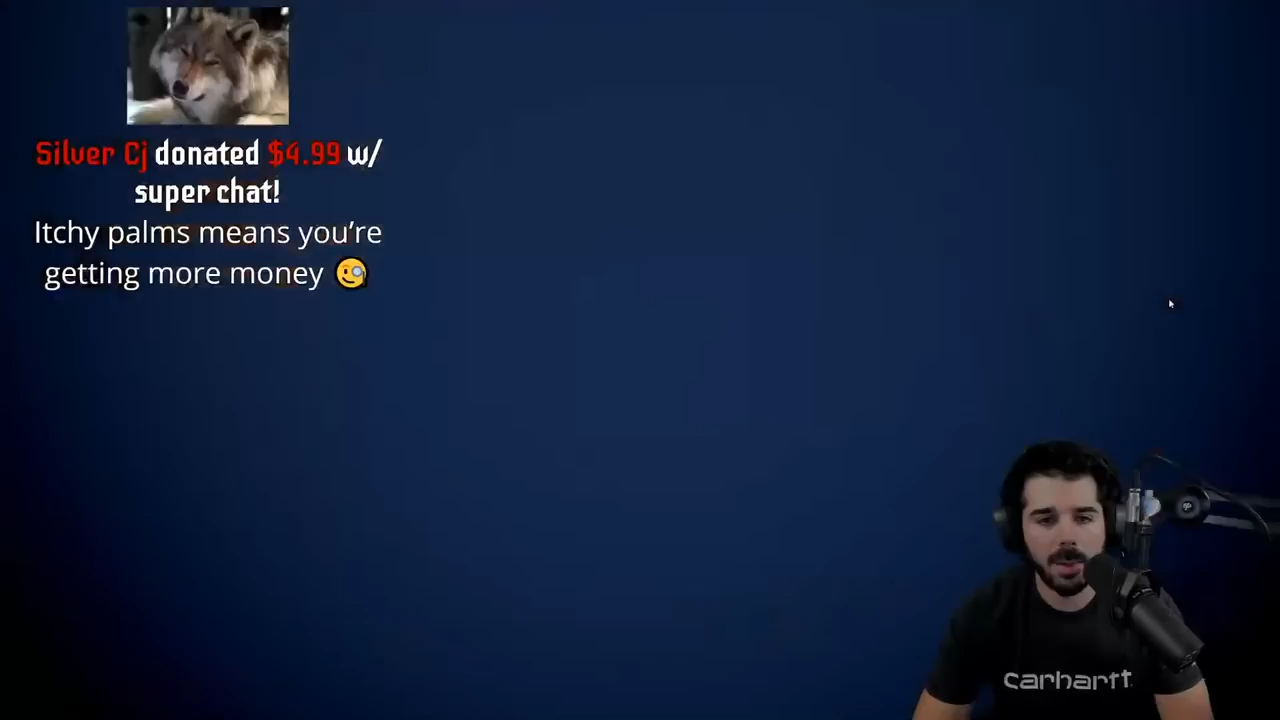 Silver Cj donated $4.99 w/
super chat!
Itchy palms means you're
getting more money 🧐
carhartt